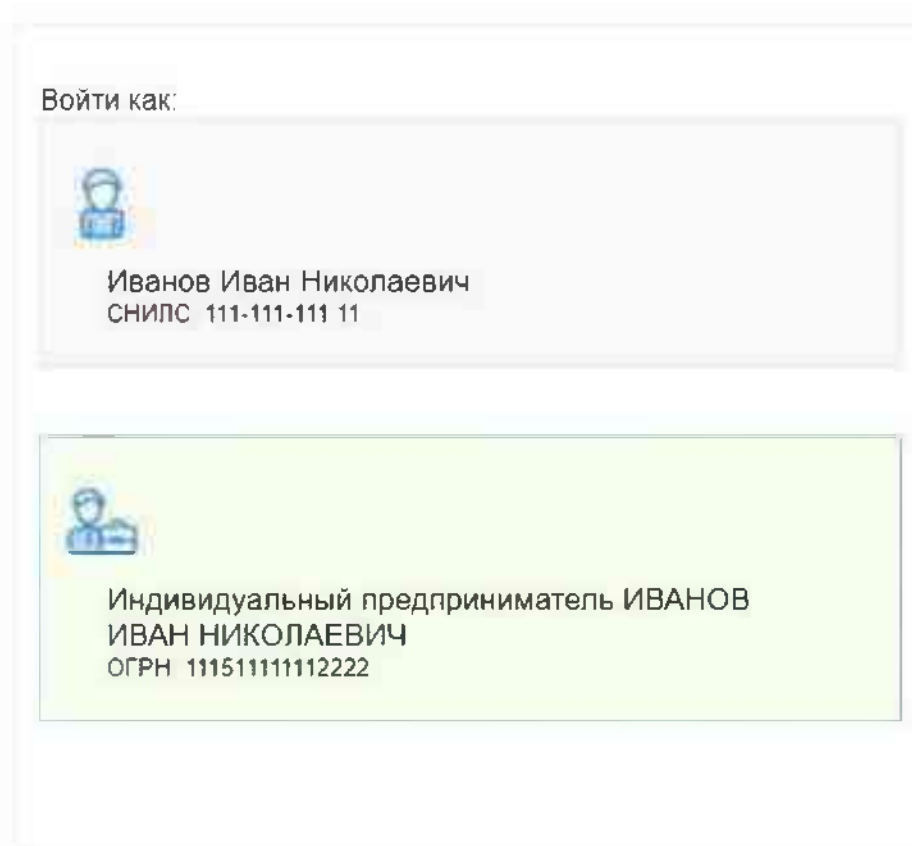 Войти как:
Иванов Иван Николаевич
СНИЛС 111-111-111 11
Индивидуальный предприниматель ИВАНОВ
ИВАН НИКОЛАЕВИЧ
ОГРН 111511111112222